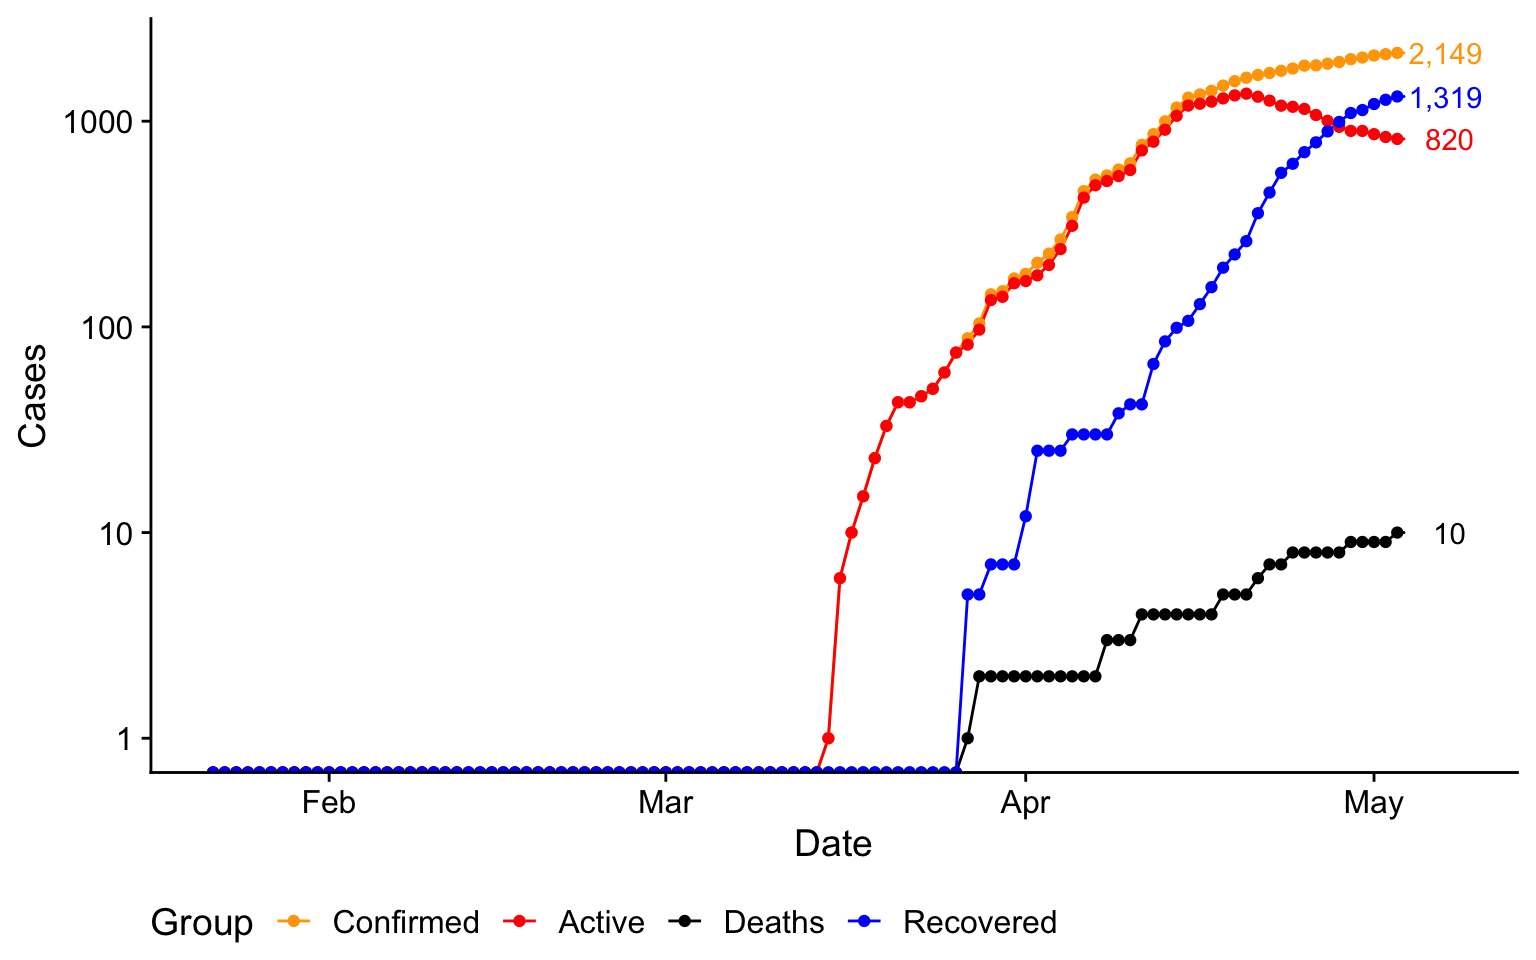 2,149
1,319
820
10
1000
100
10
1
Cases
Feb Mar Apr May
Date
Group Confirmed Active Deaths Recovered